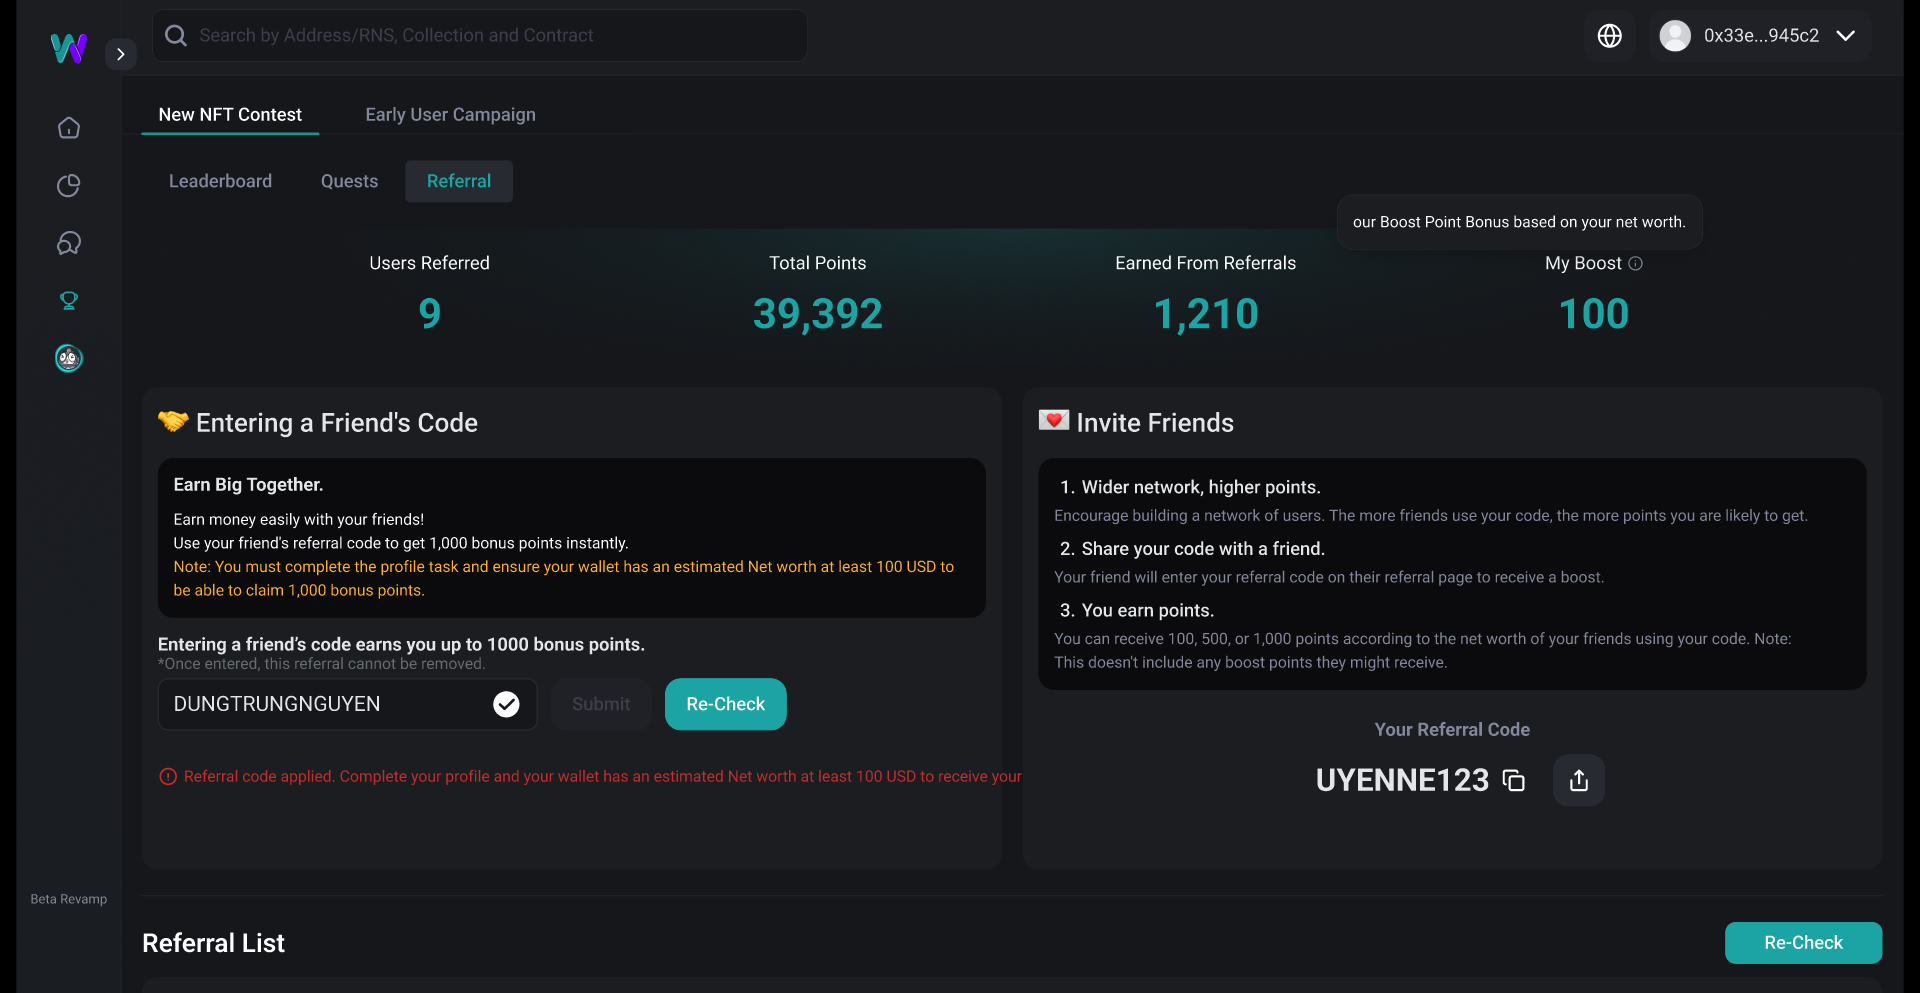 Search by Address/RNS, Collection and Contract
0x33e...945c2
New NFT Contest
Early User Campaign
Leaderboard
Quests
Referral
our Boost Point Bonus based on your net worth.
Users Referred
9
Total Points
39,392
Earned From Referrals
1,210
My Boost
100
Entering a Friend's Code
Earn Big Together.
Earn money easily with your friends!
Use your friend's referral code to get 1,000 bonus points instantly.
Note: You must complete the profile task and ensure your wallet has an estimated Net worth at least 100 USD to
be able to claim 1,000 bonus points.
Entering a friend’s code earns you up to 1000 bonus points.
*Once entered, this referral cannot be removed.
DUNGTRUNGNGUYEN
Submit
Re-Check
Referral code applied. Complete your profile and your wallet has an estimated Net worth at least 100 USD to receive your
Invite Friends
1. Wider network, higher points.
Encourage building a network of users. The more friends use your code, the more points you are likely to get.
2. Share your code with a friend.
Your friend will enter your referral code on their referral page to receive a boost.
3. You earn points.
You can receive 100, 500, or 1,000 points according to the net worth of your friends using your code. Note:
This doesn't include any boost points they might receive.
Your Referral Code
UYENNE123
Beta Revamp
Referral List
Re-Check